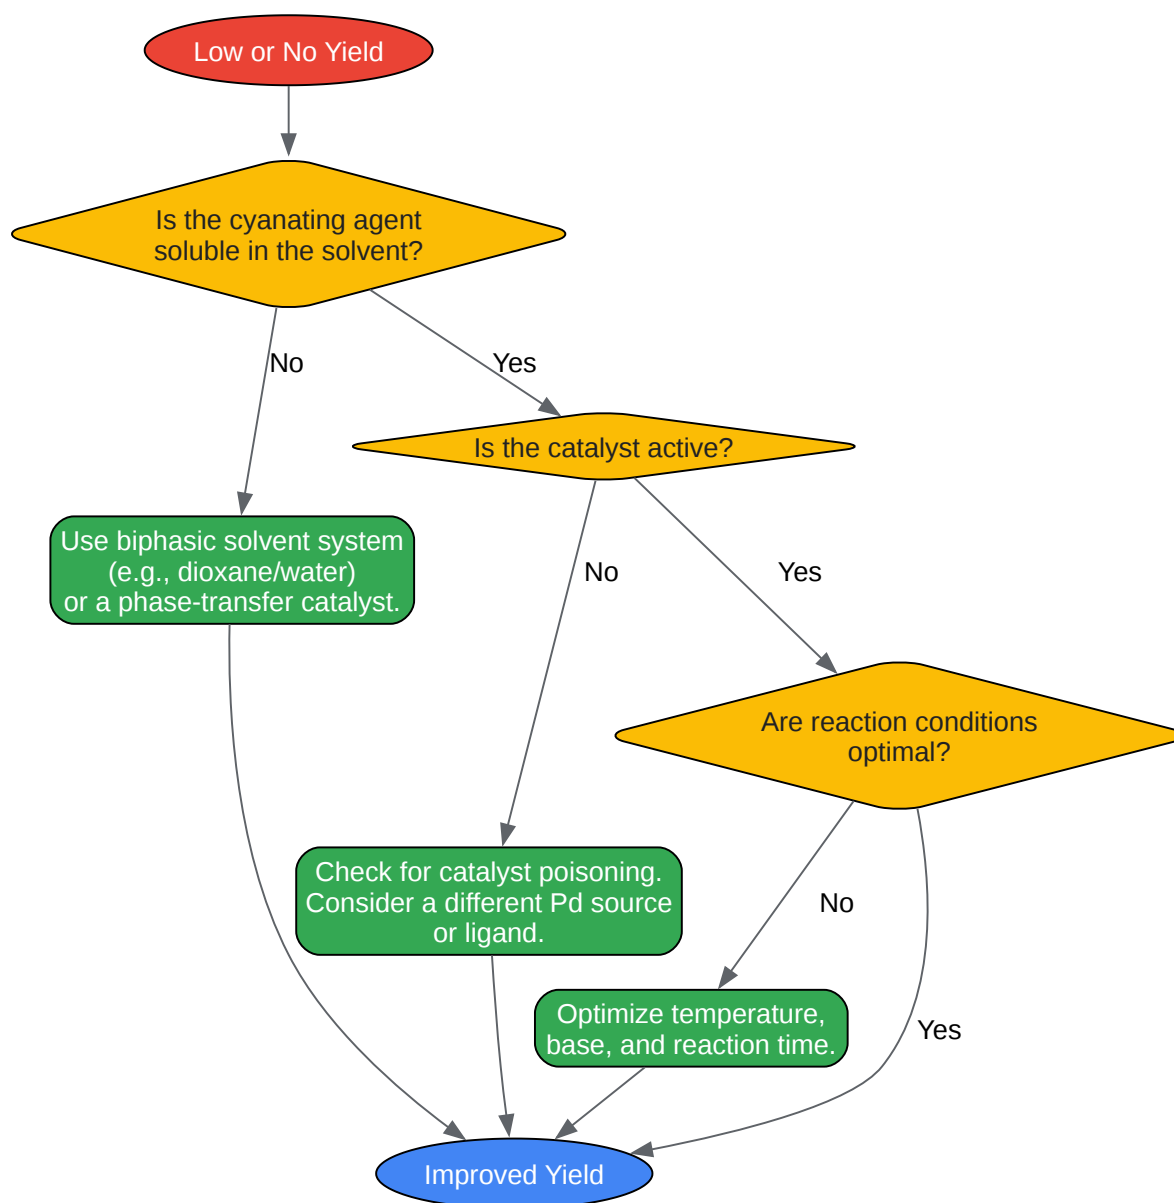 Low or No Yield
Is the cyanating agent
soluble in the solvent?
No
Yes
Is the catalyst active?
Use biphasic solvent system
(e.g., dioxane/water)
or a phase-transfer catalyst.
No
Yes
Are reaction conditions
optimal?
Check for catalyst poisoning.
Consider a different Pd source
or ligand.
No
Optimize temperature,
base, and reaction time.
Yes
Improved Yield